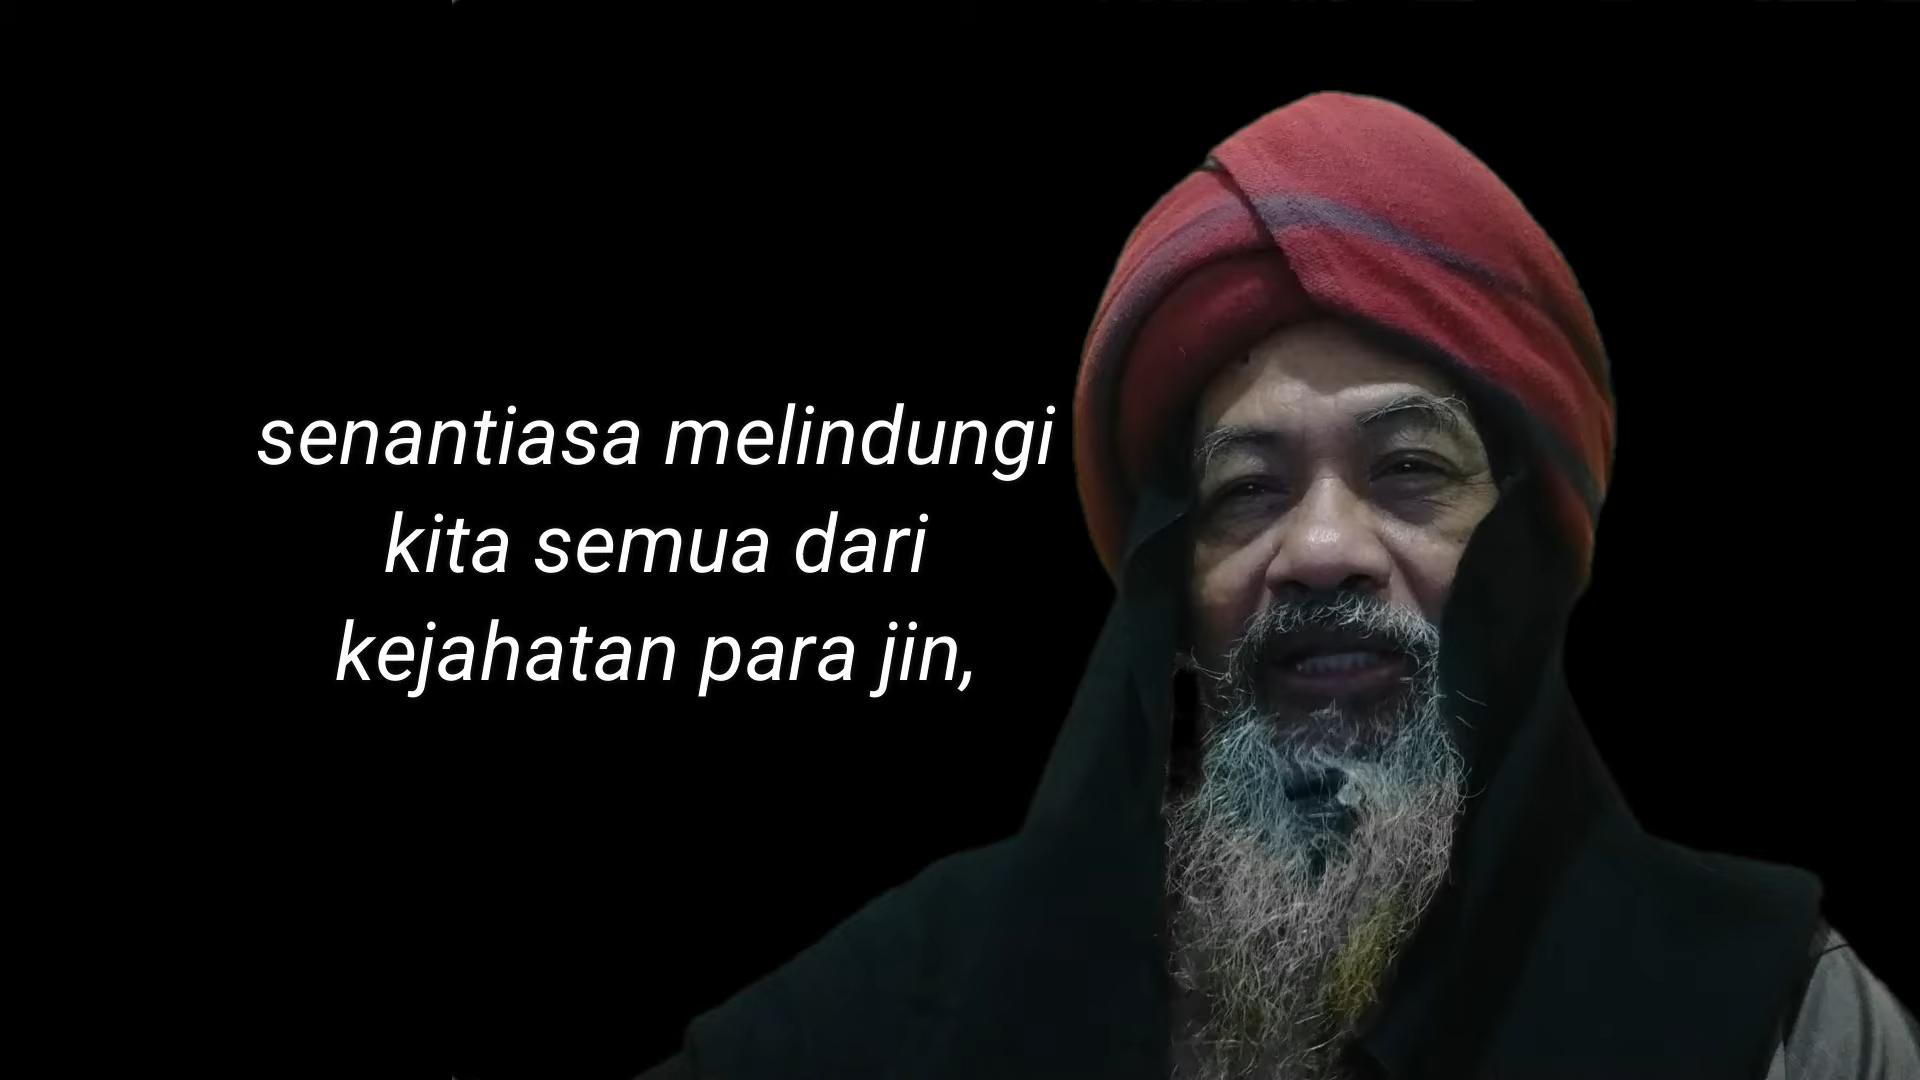 senantiasa melindungi
kita semua dari
kejahatan para jin,